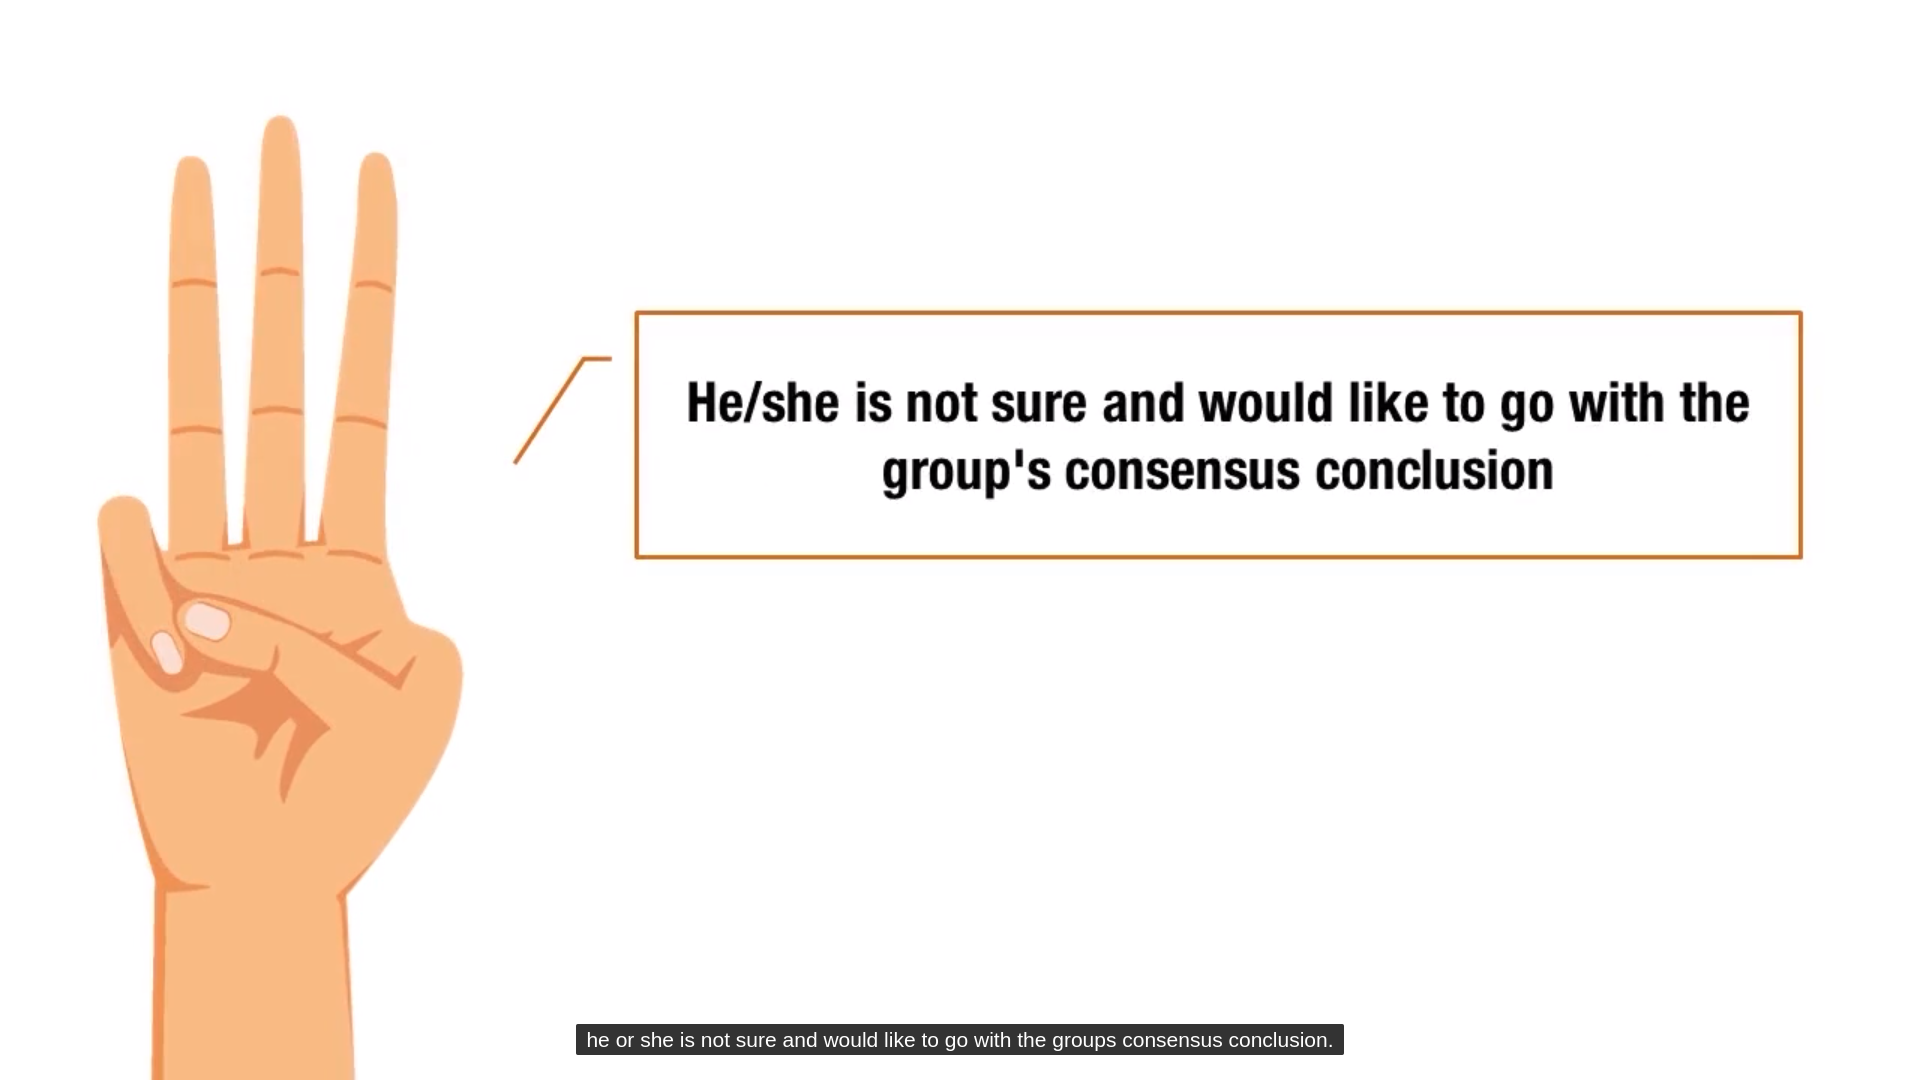 He/she is not sure and would like to go with the
group's consensus conclusion
he or she is not sure and would like to go with the groups consensus conclusion.